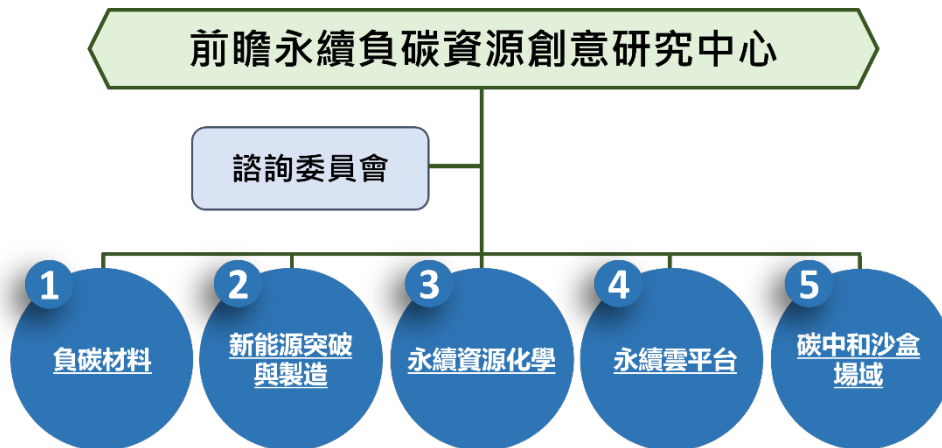 前瞻永續負碳資源創意研究中心
諮詢委員會
1
負碳材料
2
新能源突破
與製造
3
永續資源化學
4
永續雲平台
5
碳中和沙盒
場域